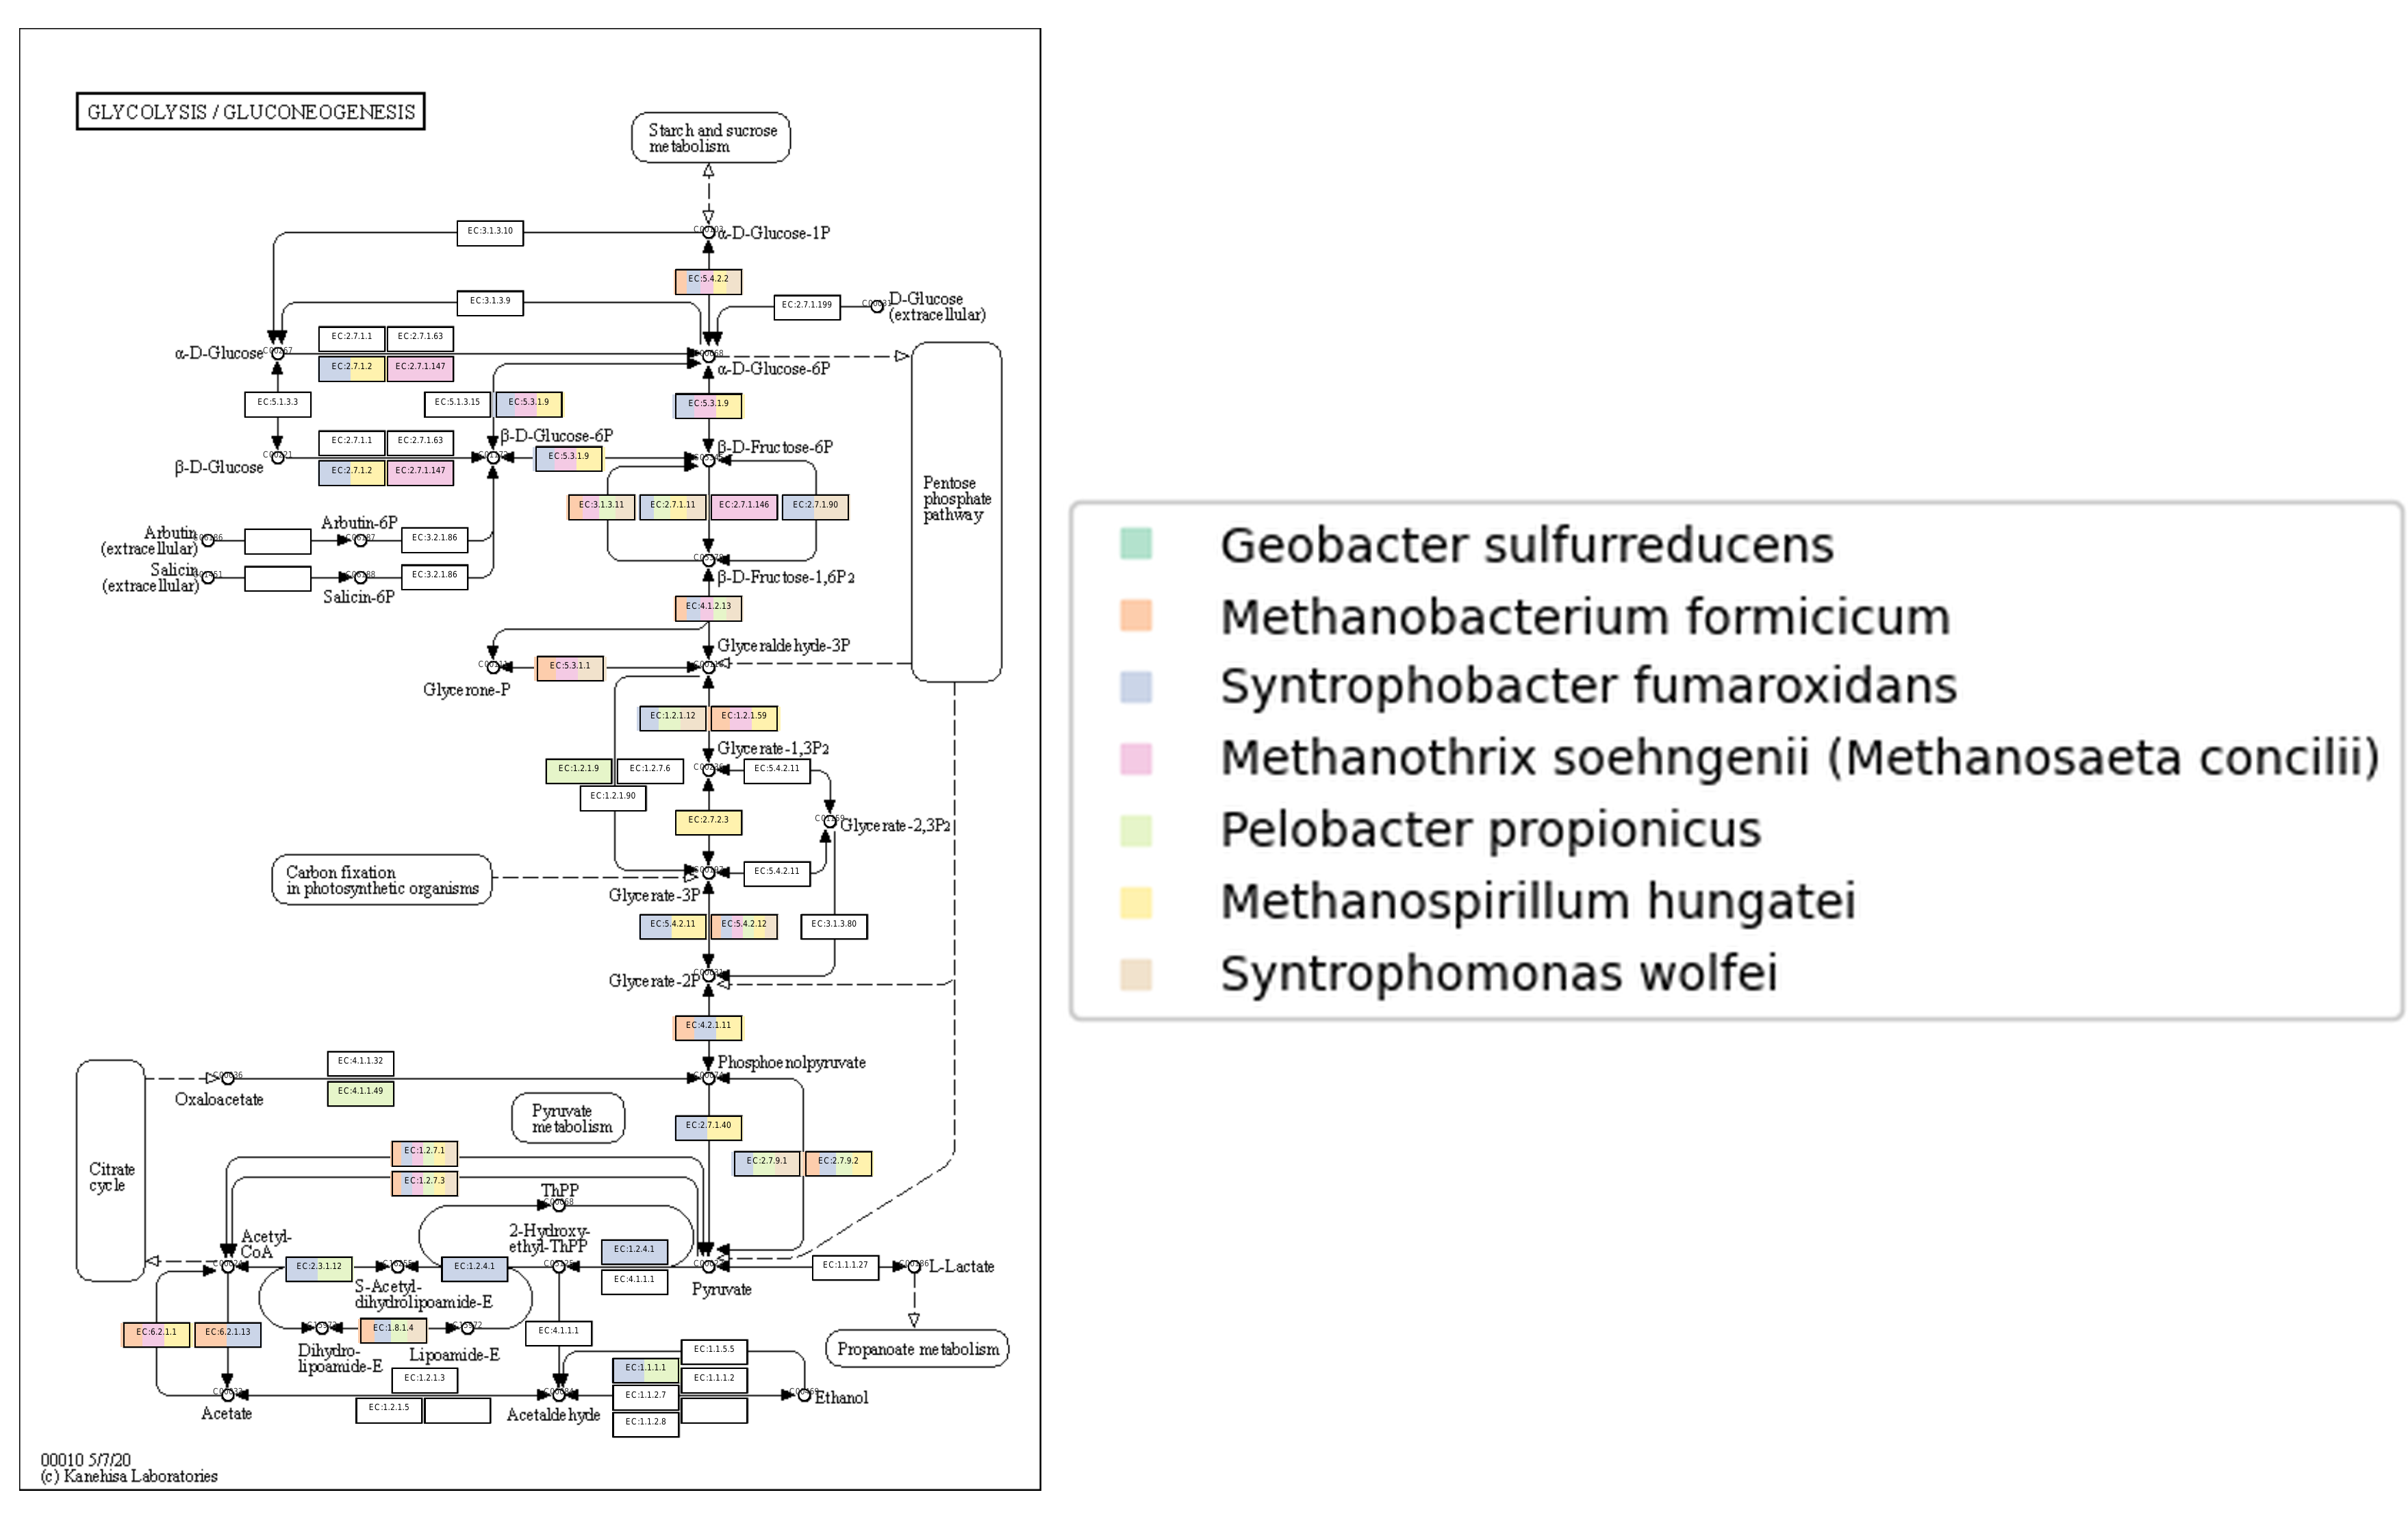 GLYCOLYSIS / GLUCONEOGENESIS
Starch and sucrose
metabolism
EC:3.1.3.10
α-D-Glucose-1P
EC:5.4.2.2
EC:3.1.3.9
EC:2.7.1.199
D-Glucose
(extracellular)
EC:2.7.1.1
EC:2.7.1.63
α-D-Glucose
EC:2.7.1.2
EC:2.7.1.147
α-D-Glucose-6P
EC:5.1.3.3
EC:5.1.3.15
EC:5.3.1.9
EC:5.3.1.9
EC:2.7.1.1
EC:2.7.1.63
β-D-Glucose-6P
β-D-Fructose-6P
β-D-Glucose
EC:2.7.1.2
EC:2.7.1.147
EC:5.3.1.9
Pentose
phosphate
pathway
EC:3.1.3.11
EC:2.7.1.11
EC:2.7.1.146
EC:2.7.1.90
Arbutin
(extracellular)
Arbutin-6P
EC:3.2.1.86
Salicin
(extracellular)
Salicin-6P
EC:3.2.1.86
β-D-Fructose-1,6P2
EC:4.1.2.13
Glyceraldehyde-3P
EC:5.3.1.1
Glycerone-P
EC:1.2.1.12
EC:1.2.1.59
Glycerate-1,3P2
EC:1.2.1.9
EC:1.2.7.6
EC:5.4.2.11
EC:1.2.1.90
EC:2.7.2.3
Glycerate-2,3P2
Carbon fixation
in photosynthetic organisms
EC:5.4.2.11
Glycerate-3P
EC:5.4.2.11
EC:5.4.2.12
EC:3.1.3.80
Glycerate-2P
EC:4.2.1.11
EC:4.1.1.32
Phosphoenolpyruvate
Oxaloacetate
EC:4.1.1.49
Pyruvate
metabolism
EC:2.7.1.40
Citrate
cycle
EC:1.2.7.1
EC:2.7.9.1
EC:2.7.9.2
EC:1.2.7.3
ThPP
Acetyl-
CoA
2-Hydroxy-
ethyl-ThPP
EC:1.2.4.1
EC:2.3.1.12
EC:1.2.4.1
EC:4.1.1.1
EC:1.1.1.27
L-Lactate
S-Acetyl-
dihydrolipoamide-E
Pyruvate
EC:6.2.1.1
EC:6.2.1.13
EC:1.8.1.4
EC:4.1.1.1
Dihydro-
lipoamide-E
Lipoamide-E
Propanoate metabolism
EC:1.1.5.5
EC:1.1.1.1
EC:1.2.1.3
EC:1.1.1.2
EC:1.1.2.7
Ethanol
Acetate
EC:1.2.1.5
Acetaldehyde
EC:1.1.2.8
00010 5/7/20
(c) Kanehisa Laboratories
Geobacter sulfurreducens
Methanobacterium formicicum
Syntrophobacter fumaroxidans
Methanothrix soehngenii (Methanosaeta concilii)
Pelobacter propionicus
Methanospirillum hungatei
Syntrophomonas wolfei